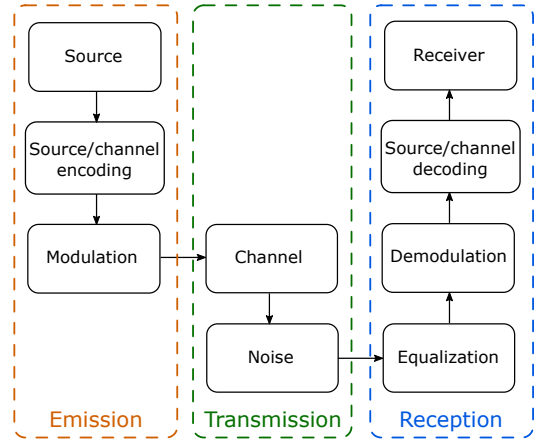 Source
Source/channel
encoding
Modulation
Emission
Channel
Noise
Transmission
Receiver
Source/channel
decoding
Demodulation
Equalization
Reception